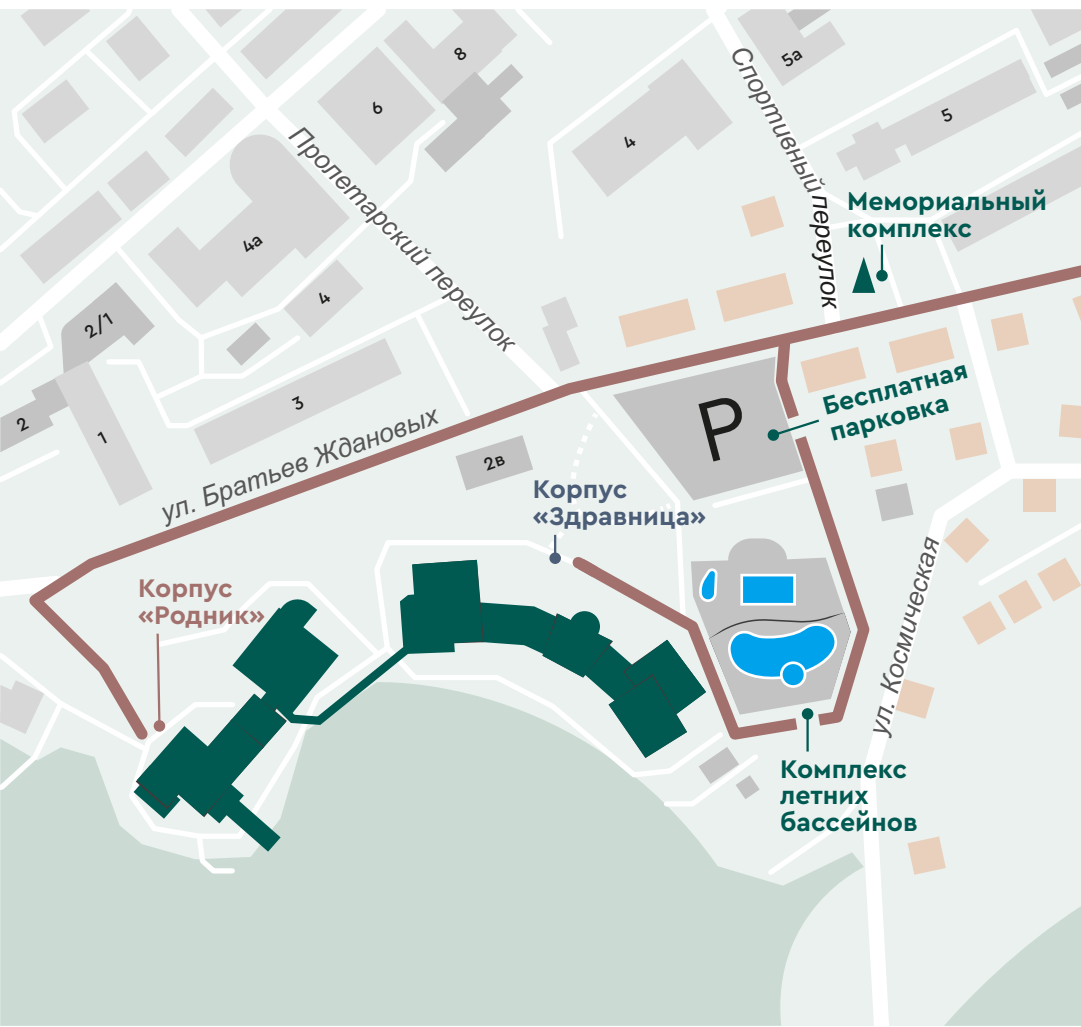 8
5а
6
4
5
Спортивный переулок
Пролетарский переулок
Мемориальный
комплекс
4а
4
2/1
Бесплатная
парковка
P
3
2
1
ул. Братьев Ждановых
2в
Корпус
«Здравница»
Корпус
«Родник»
ул. Космическая
Комплекс
летних
бассейнов